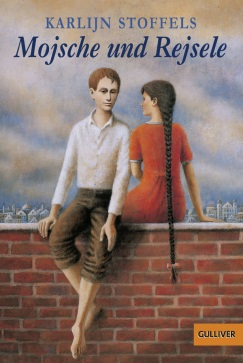 KARLIJN STOFFELS
Mojsche und Rejsele
GULLIVER